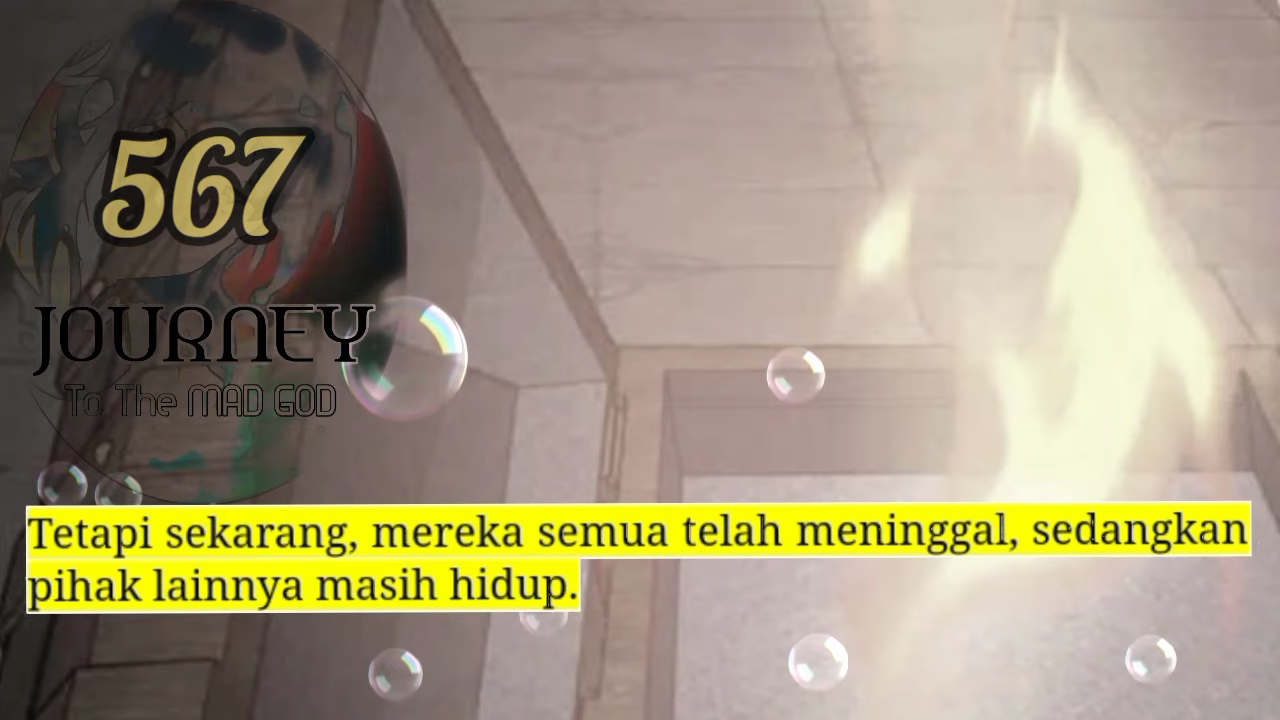 567
JOURNEY
To The MAD GOD
Tetapi sekarang, mereka semua telah meninggal, sedangkan
pihak lainnya masih hidup.